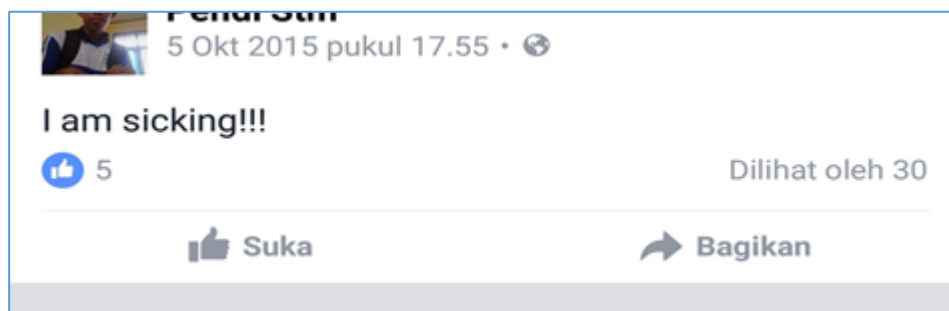 5 Okt 2015 pukul 17.55 •
I am sicking!!!
5
Dilihat oleh 30
Suka
Bagikan